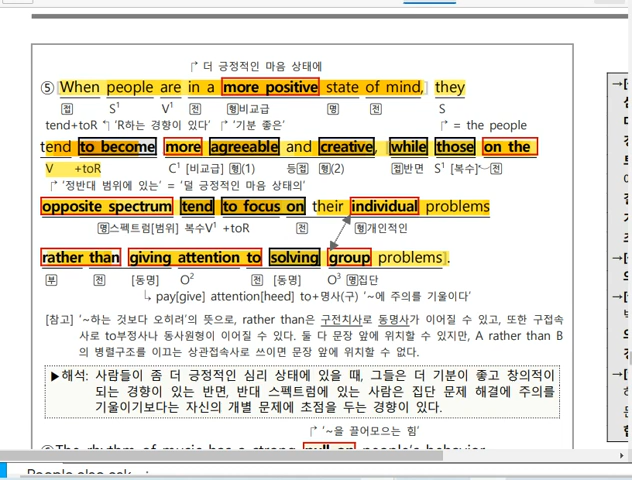 ┌▸ 더 긍정적인 마음 상태에
⑤ When people are in a more positive state of mind, they
접 S¹ V¹ 전 형비교급 명 전 S
tend+toR ↰ 'R하는 경향이 있다' ┌▸ '기분 좋은' ┌▸ = the people
tend to become more agreeable and creative, while those on the
V +toR C¹ [비교급] 형(1) 등접 형(2) 접반면 S¹ [복수] 전
┌▸ '정반대 범위에 있는' = '덜 긍정적인 마음 상태의'
opposite spectrum tend to focus on their individual problems
명스펙트럼[범위] 복수V¹ +toR 전 형개인적인
rather than giving attention to solving group problems.
부 전 [동명] O² 전 [동명] O³ 명집단
└▸ pay[give] attention[heed] to+명사(구) '~에 주의를 기울이다'
[참고] '~하는 것보다 오히려'의 뜻으로, rather than은 구전치사로 동명사가 이어질 수 있고, 또한 구접속
사로 to부정사나 동사원형이 이어질 수 있다. 둘 다 문장 앞에 위치할 수 있지만, A rather than B
의 병렬구조를 이끄는 상관접속사로 쓰이면 문장 앞에 위치할 수 없다.
▶해석: 사람들이 좀 더 긍정적인 심리 상태에 있을 때, 그들은 더 기분이 좋고 창의적이
되는 경향이 있는 반면, 반대 스펙트럼에 있는 사람은 집단 문제 해결에 주의를
기울이기보다는 자신의 개별 문제에 초점을 두는 경향이 있다.
┌▸ '~을 끌어모으는 힘'
⑥The rhythm of music has a strong pull on people's behavior.
People also ask